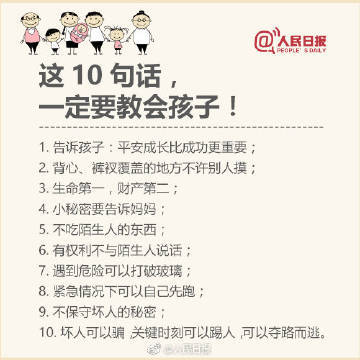 @人民日报
PEOPLE'S DAILY
这 10 句话，
一定要教会孩子！
1. 告诉孩子：平安成长比成功更重要；
2. 背心、裤衩覆盖的地方不许别人摸；
3. 生命第一，财产第二；
4. 小秘密要告诉妈妈；
5. 不吃陌生人的东西；
6. 有权利不与陌生人说话；
7. 遇到危险可以打破玻璃；
8. 紧急情况下可以自己先跑；
9. 不保守坏人的秘密；
10. 坏人可以骗，关键时刻可以踢人，可以夺路而逃。
@人民日报